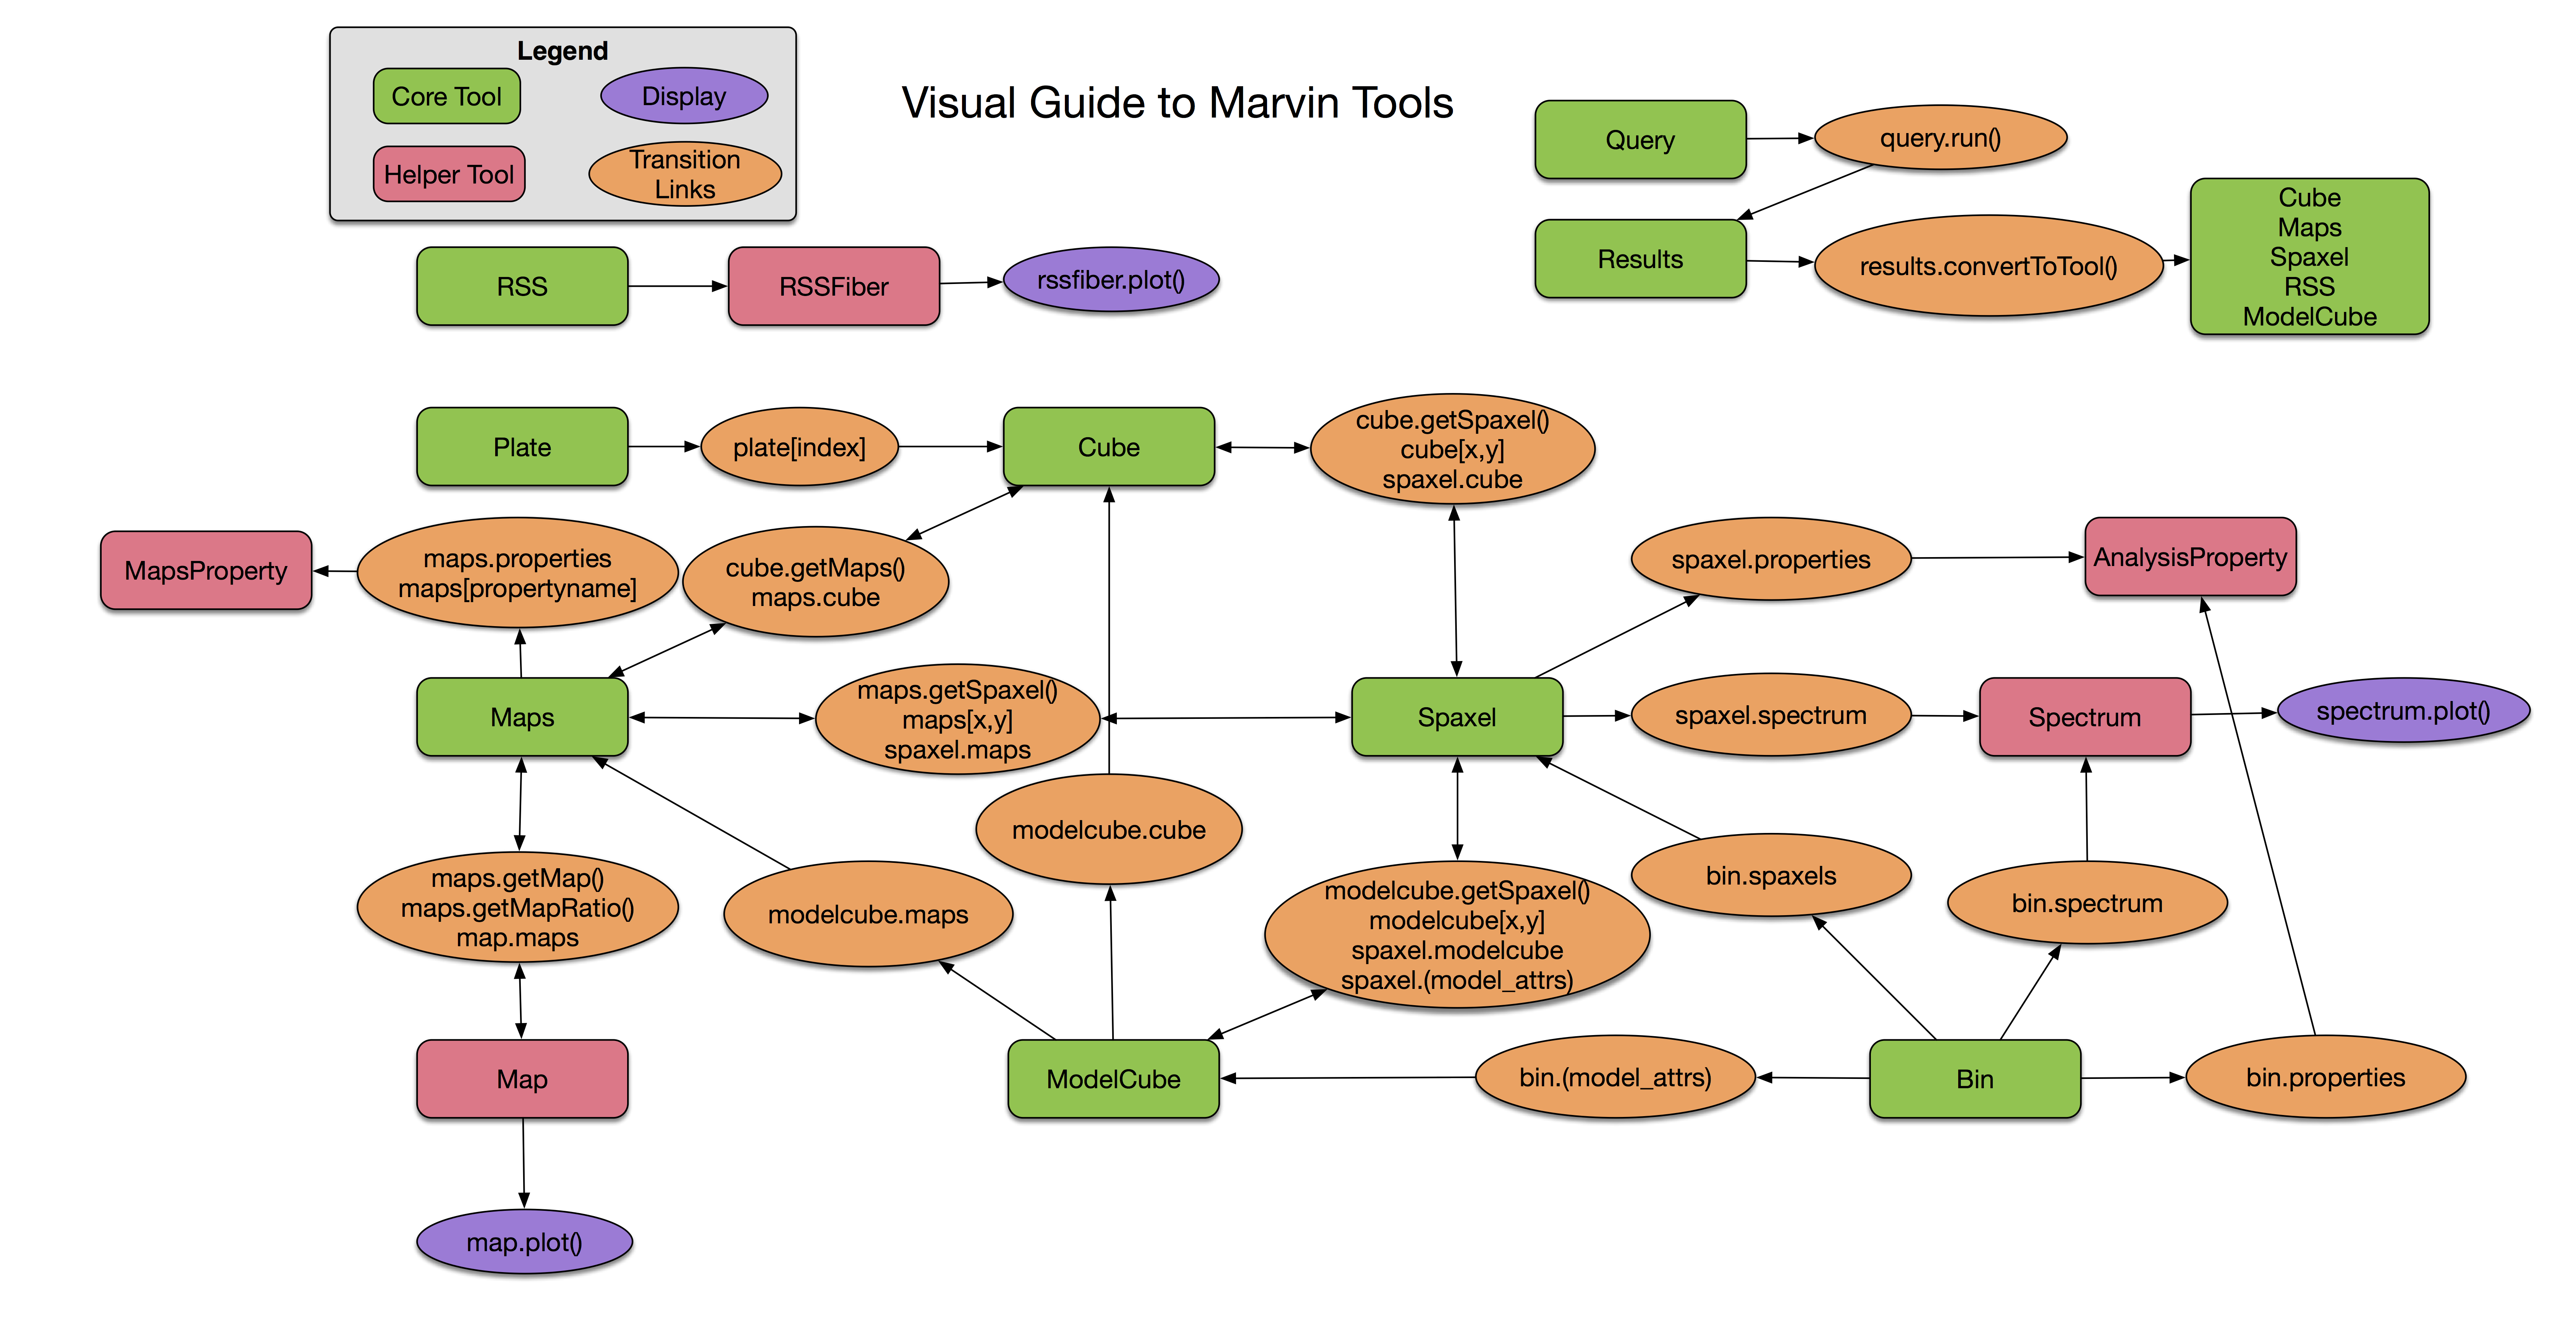 Legend
Core Tool
Display
Helper Tool
Transition
Links
Visual Guide to Marvin Tools
Query
query.run()
Results
results.convertToTool()
Cube
Maps
Spaxel
RSS
ModelCube
RSS
RSSFiber
rssfiber.plot()
Plate
plate[index]
Cube
cube.getSpaxel()
cube[x,y]
spaxel.cube
MapsProperty
maps.properties
maps[propertyname]
cube.getMaps()
maps.cube
spaxel.properties
AnalysisProperty
Maps
maps.getSpaxel()
maps[x,y]
spaxel.maps
Spaxel
spaxel.spectrum
Spectrum
spectrum.plot()
modelcube.cube
maps.getMap()
maps.getMapRatio()
map.maps
modelcube.maps
modelcube.getSpaxel()
modelcube[x,y]
spaxel.modelcube
spaxel.(model_attrs)
bin.spaxels
bin.spectrum
Map
ModelCube
bin.(model_attrs)
Bin
bin.properties
map.plot()